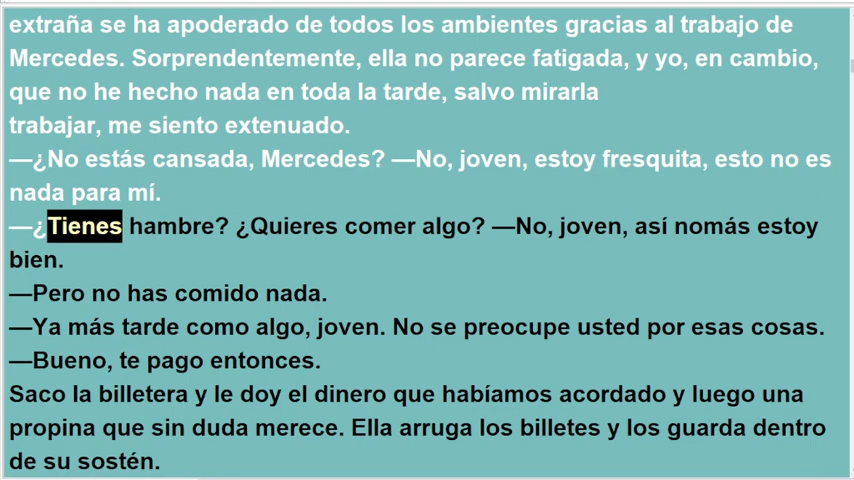 extraña se ha apoderado de todos los ambientes gracias al trabajo de
Mercedes. Sorprendentemente, ella no parece fatigada, y yo, en cambio,
que no he hecho nada en toda la tarde, salvo mirarla
trabajar, me siento extenuado.
—¿No estás cansada, Mercedes? —No, joven, estoy fresquita, esto no es
nada para mí.
—¿Tienes hambre? ¿Quieres comer algo? —No, joven, así nomás estoy
bien.
—Pero no has comido nada.
—Ya más tarde como algo, joven. No se preocupe usted por esas cosas.
—Bueno, te pago entonces.
Saco la billetera y le doy el dinero que habíamos acordado y luego una
propina que sin duda merece. Ella arruga los billetes y los guarda dentro
de su sostén.